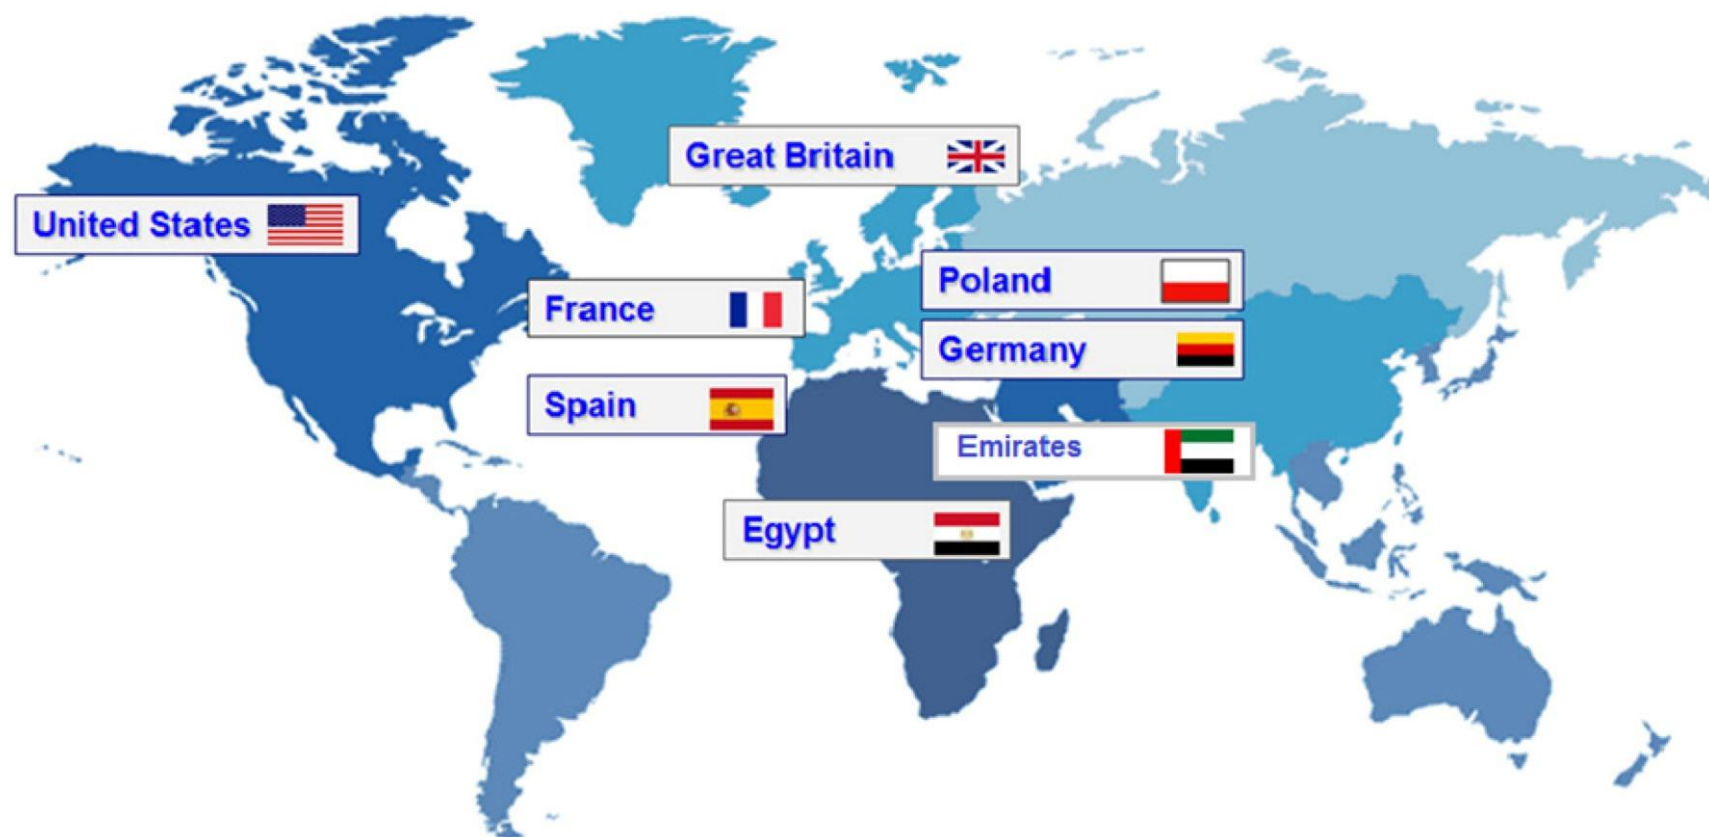 Great Britain
United States
Poland
France
Germany
Spain
Emirates
Egypt